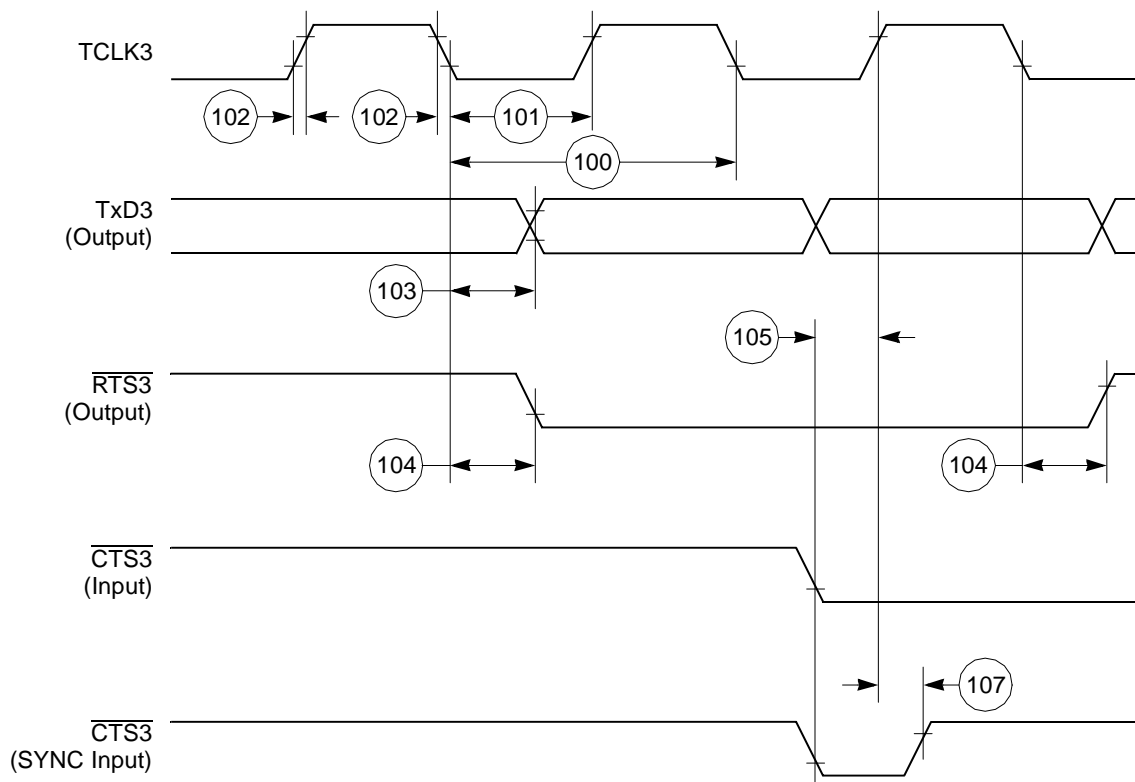 TCLK3
102
102
101
100
TxD3
(Output)
103
105
RTS3
(Output)
104
104
CTS3
(Input)
107
CTS3
(SYNC Input)